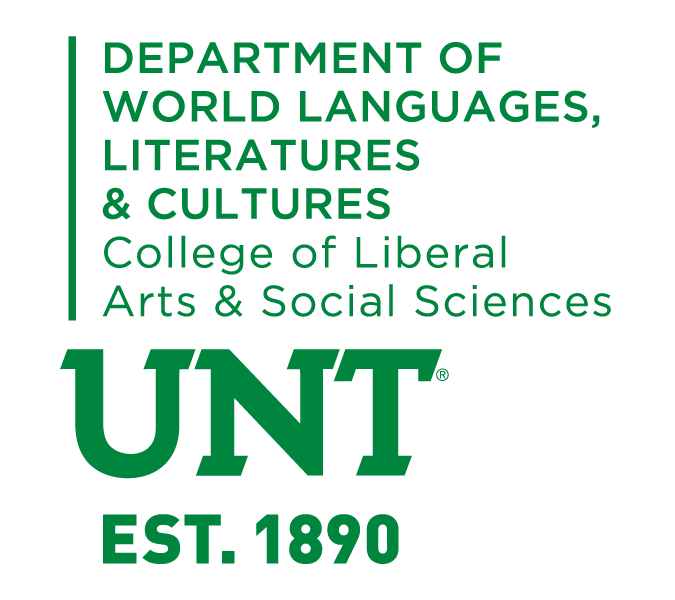 DEPARTMENT OF
WORLD LANGUAGES,
LITERATURES
& CULTURES
College of Liberal
Arts & Social Sciences
UNT®
EST. 1890